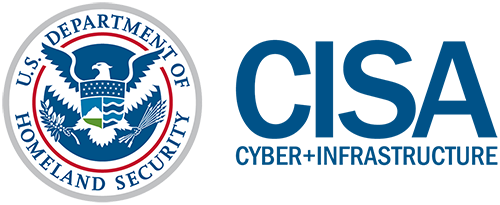 U.S. DEPARTMENT OF
HOMELAND SECURITY
CISA
CYBER+INFRASTRUCTURE